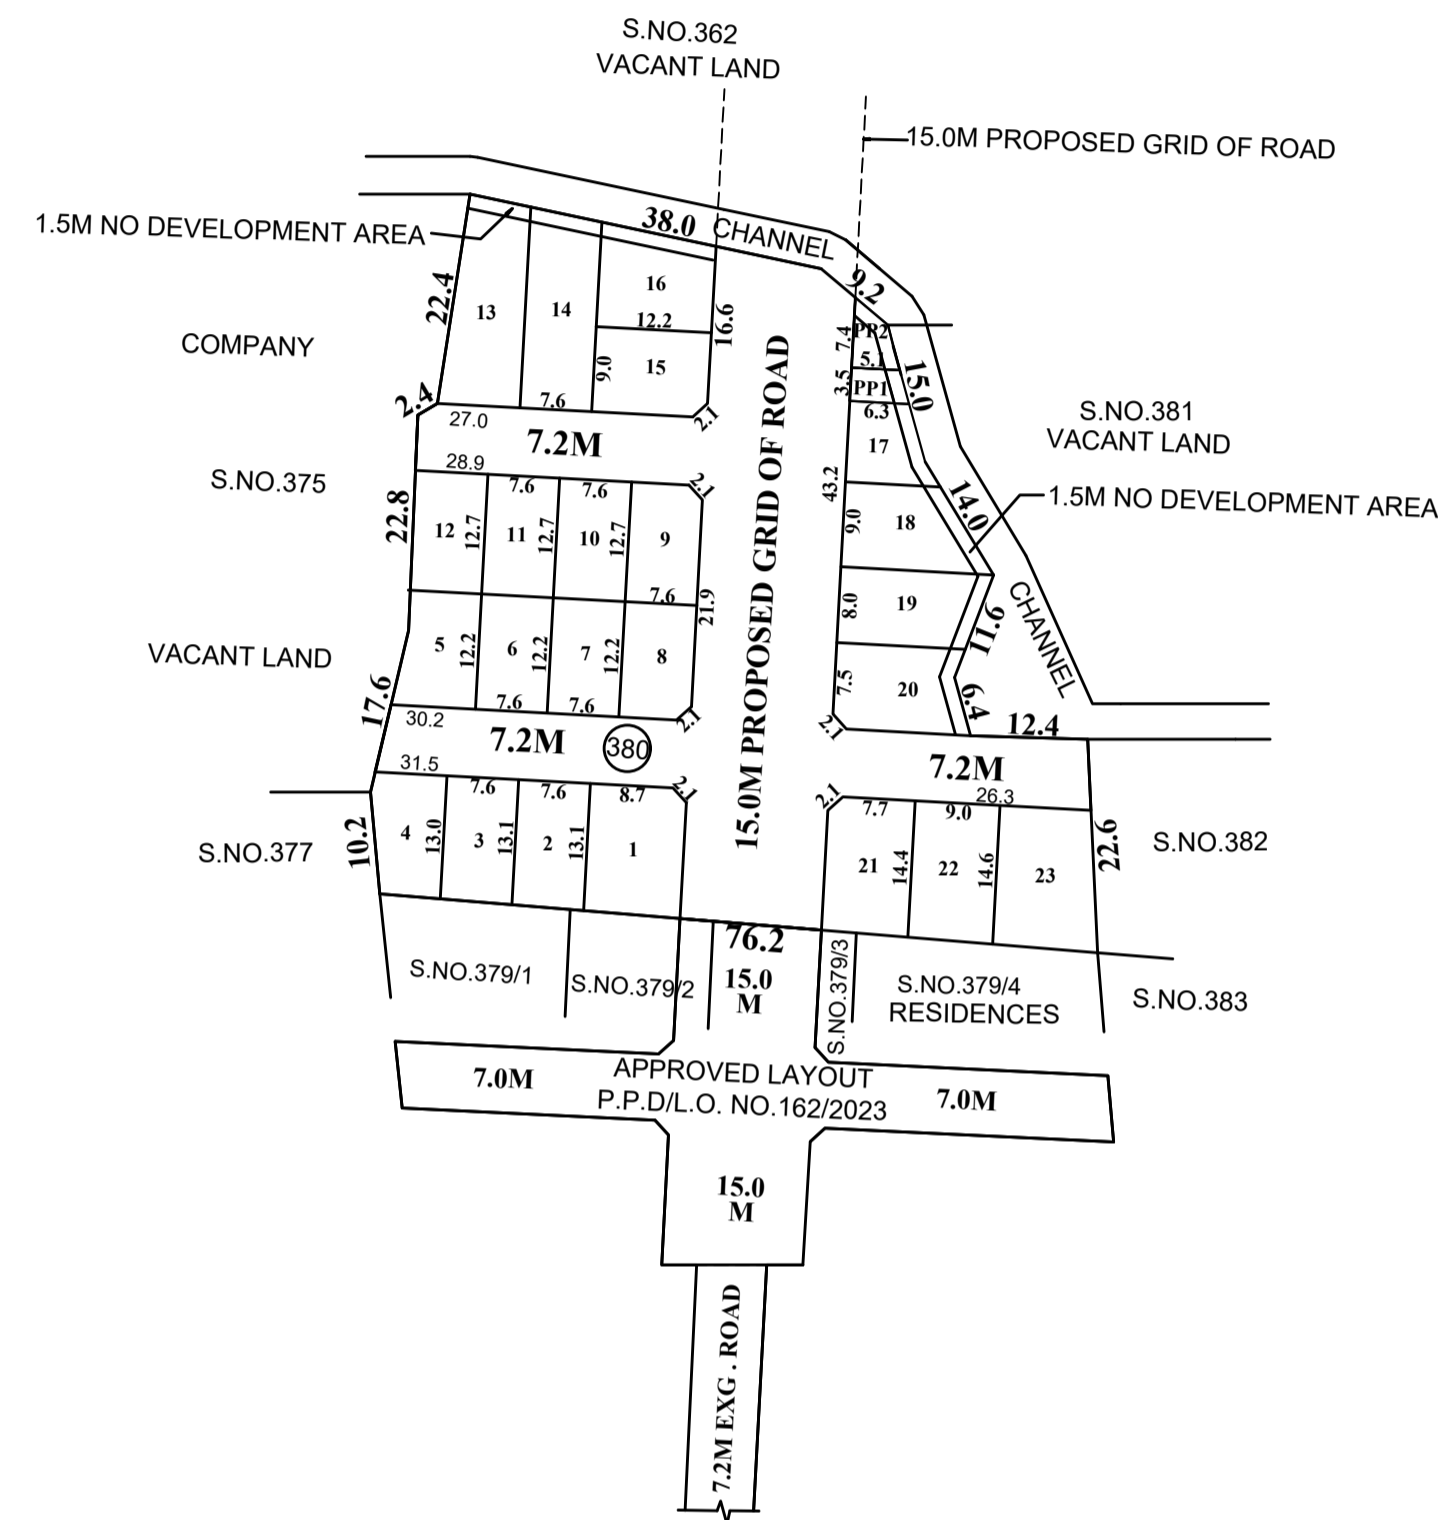 S.NO.362
VACANT LAND
15.0M PROPOSED GRID OF ROAD
1.5M NO DEVELOPMENT AREA
38.0
CHANNEL
9.2
22.4
13
14
16
12.2
16.6
15
9.0
7.6
COMPANY
2.4
27.0
2.1
7.2M
PP2
7.4
5.1
3.5
PP1
6.3
15.0
17
S.NO.381
VACANT LAND
1.5M NO DEVELOPMENT AREA
S.NO.375
28.9
7.6
7.6
2.1
43.2
14.0
22.8
12
12.7
11
12.7
10
12.7
9
7.6
9.0
18
21.9
8.0
19
11.6
CHANNEL
VACANT LAND
5
12.2
6
12.2
7
12.2
8
7.6
7.6
2.1
15.0M PROPOSED GRID OF ROAD
7.5
20
6.4
12.4
17.6
30.2
7.2M
380
2.1
7.2M
26.3
31.5
7.6
7.6
8.7
2.1
2.1
7.7
9.0
S.NO.377
10.2
4
13.0
3
13.1
2
13.1
1
21
14.4
22
14.6
23
22.6
S.NO.382
76.2
S.NO.379/1
S.NO.379/2
15.0
M
S.NO.379/3
S.NO.379/4
RESIDENCES
S.NO.383
7.0M
APPROVED LAYOUT
P.P.D/L.O. NO.162/2023
7.0M
15.0
M
7.2M EXG . ROAD